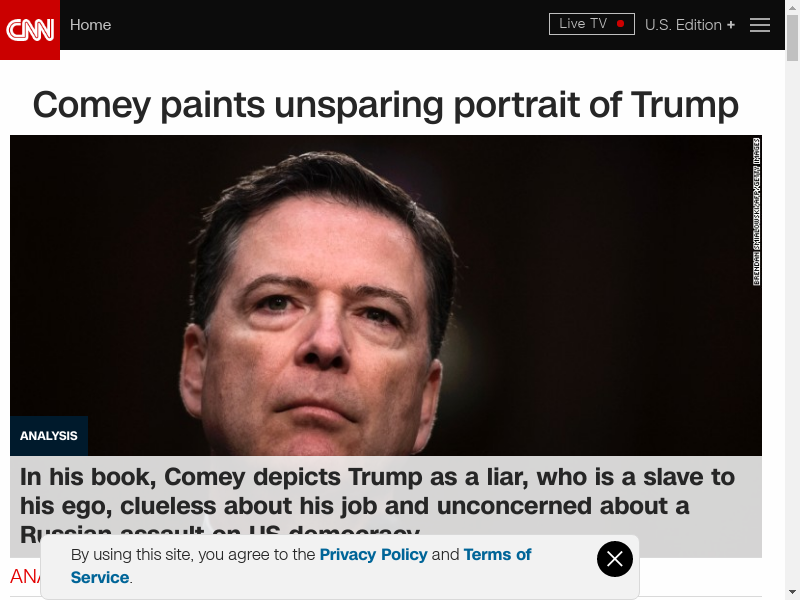 CNN
Home
Live TV
U.S. Edition +
Comey paints unsparing portrait of Trump
BRENDAN SMIALOWSKI/AFP/GETTY IMAGES
ANALYSIS
In his book, Comey depicts Trump as a liar, who is a slave to
his ego, clueless about his job and unconcerned about a
Russian assault on US democracy
By using this site, you agree to the Privacy Policy and Terms of
Service.
ANA